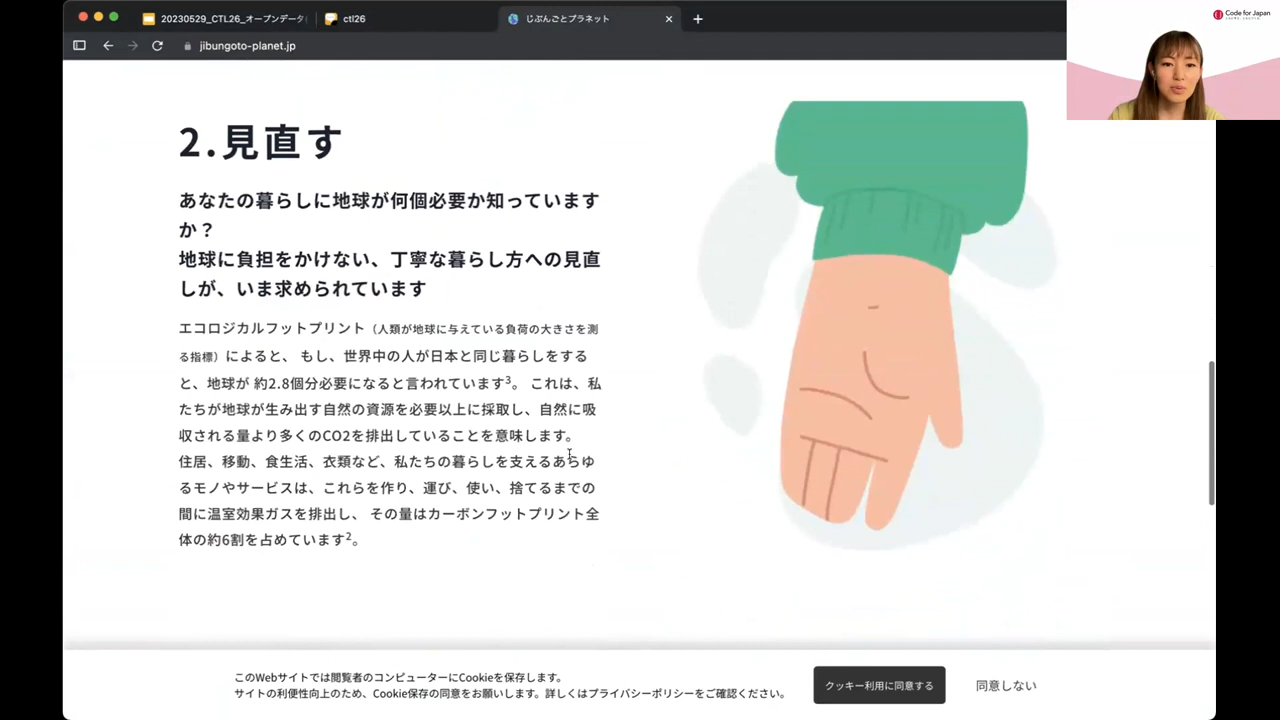 20230529_CTL26_オープンデータ
ctl26
じぶんごとプラネット
jibungoto-planet.jp
Code for Japan
2.見直す
あなたの暮らしに地球が何個必要か知っています
か？
地球に負担をかけない、丁寧な暮らし方への見直
しが、いま求められています
エコロジカルフットプリント（人類が地球に与えている負荷の大きさを測
る指標）によると、 もし、世界中の人が日本と同じ暮らしをする
と、地球が 約2.8個分必要になると言われています3。 これは、私
たちが地球が生み出す自然の資源を必要以上に採取し、自然に吸
収される量より多くのCO2を排出していることを意味します。
住居、移動、食生活、衣類など、私たちの暮らしを支えるあらゆ
るモノやサービスは、これらを作り、運び、使い、捨てるまでの
間に温室効果ガスを排出し、 その量はカーボンフットプリント全
体の約6割を占めています2。
このWebサイトでは閲覧者のコンピューターにCookieを保存します。
サイトの利便性向上のため、Cookie保存の同意をお願いします。詳しくはプライバシーポリシーをご確認ください。
クッキー利用に同意する
同意しない